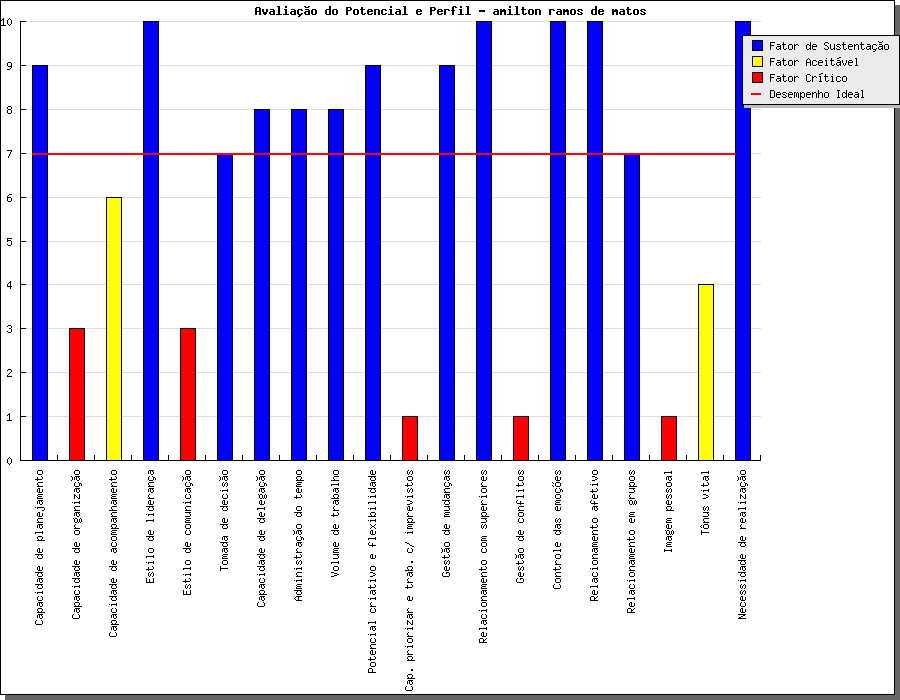 Avaliação do Potencial e Perfil - amilton ramos de matos
10
9
8
7
6
5
4
3
2
1
0
Fator de Sustentação
Fator Aceitável
Fator Crítico
Desempenho Ideal
Capacidade de planejamento
Capacidade de organização
Capacidade de acompanhamento
Estilo de liderança
Estilo de comunicação
Tomada de decisão
Capacidade de delegação
Administração do tempo
Volume de trabalho
Potencial criativo e flexibilidade
Cap. priorizar e trab. c/ imprevistos
Gestão de mudanças
Relacionamento com superiores
Gestão de conflitos
Controle das emoções
Relacionamento afetivo
Relacionamento em grupos
Imagem pessoal
Tônus vital
Necessidade de realização